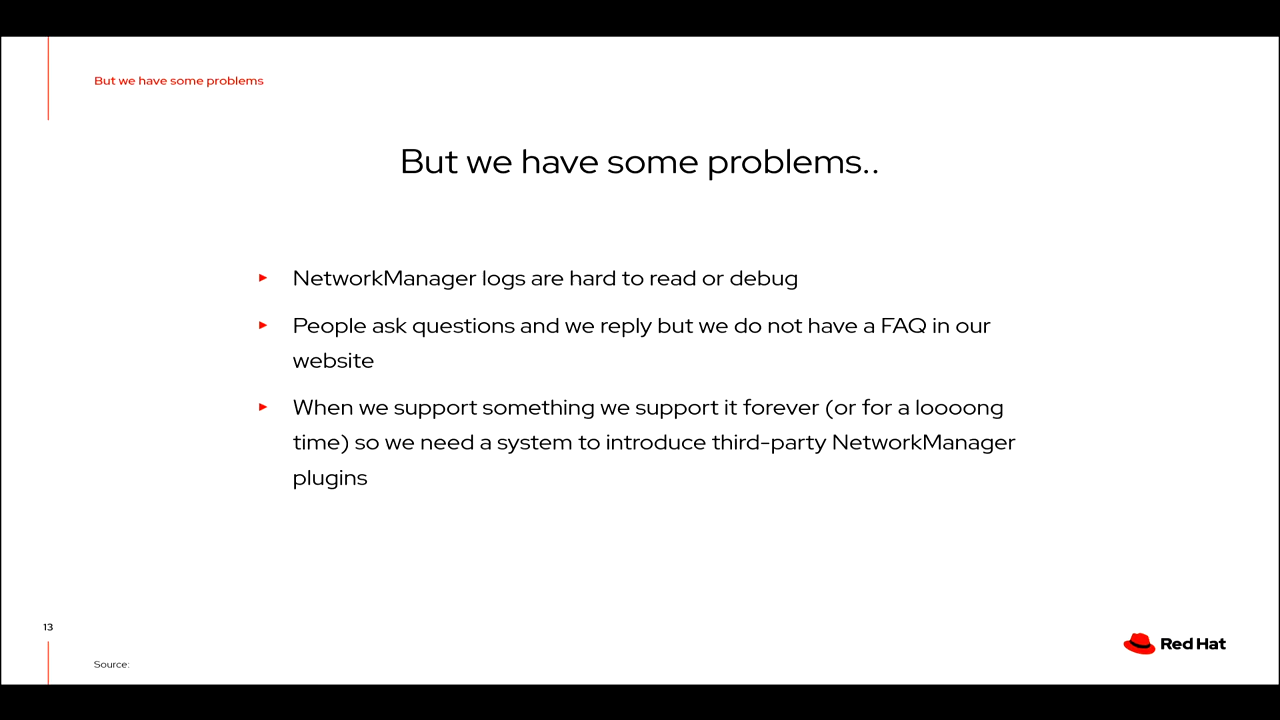 But we have some problems
But we have some problems..
► NetworkManager logs are hard to read or debug
► People ask questions and we reply but we do not have a FAQ in our
website
► When we support something we support it forever (or for a loooong
time) so we need a system to introduce third-party NetworkManager
plugins
13
Red Hat
Source: